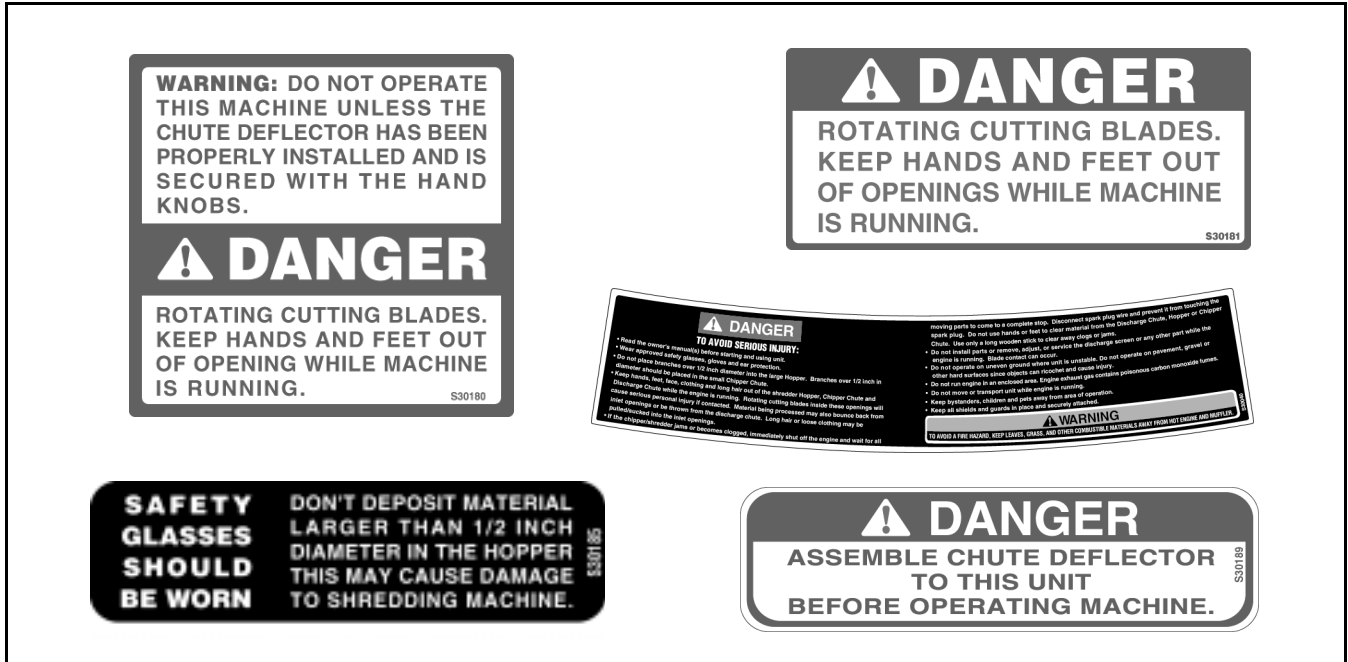 WARNING: DO NOT OPERATE
THIS MACHINE UNLESS THE
CHUTE DEFLECTOR HAS BEEN
PROPERLY INSTALLED AND IS
SECURED WITH THE HAND
KNOBS.
DANGER
ROTATING CUTTING BLADES.
KEEP HANDS AND FEET OUT
OF OPENING WHILE MACHINE
IS RUNNING.
S30180
DANGER
ROTATING CUTTING BLADES.
KEEP HANDS AND FEET OUT
OF OPENINGS WHILE MACHINE
IS RUNNING.
S30181
DANGER
TO AVOID SERIOUS INJURY:
• Read the owner's manual(s) before starting and using unit.
• Wear approved safety glasses, gloves and ear protection.
• Do not place branches over 1/2 Inch diameter into the large Hopper. Branches over 1/2 inch in
diameter should be placed in the small Chipper Chute.
• Keep hands, feet, face, clothing and long hair out of the shredder Hopper, Chipper Chute and
Discharge Chute while the engine is running. Rotating cutting blades inside these openings will
cause serious personal injury if contacted. Material being processed may also bounce back from
inlet openings or be thrown from the discharge chute. Long hair or loose clothing may be
pulled/sucked into the inlet openings.
• If the chipper/shredder jams or becomes clogged, immediately shut off the engine and wait for all
moving parts to come to a complete stop. Disconnect spark plug wire and prevent it from touching the
spark plug. Do not use hands or feet to clear material from the Discharge Chute, Hopper or Chipper
Chute. Use only a long wooden stick to clear away clogs or jams.
• Do not install parts or remove, adjust, or service the discharge screen or any other part while the
engine is running. Blade contact can occur.
• Do not operate on uneven ground where unit is unstable. Do not operate on pavement, gravel or
other hard surfaces since objects can ricochet and cause injury.
• Do not run engine in an enclosed area. Engine exhaust gas contains poisonous carbon monoxide fumes.
• Do not move or transport unit while engine is running.
• Keep bystanders, children and pets away from area of operation.
• Keep all shields and guards in place and securely attached.
WARNING
TO AVOID A FIRE HAZARD, KEEP LEAVES, GRASS, AND OTHER COMBUSTIBLE MATERIALS AWAY FROM HOT ENGINE AND MUFFLER.
SAFETY
GLASSES
SHOULD
BE WORN
DON'T DEPOSIT MATERIAL
LARGER THAN 1/2 INCH
DIAMETER IN THE HOPPER
THIS MAY CAUSE DAMAGE
TO SHREDDING MACHINE.
S30185
DANGER
ASSEMBLE CHUTE DEFLECTOR
TO THIS UNIT
BEFORE OPERATING MACHINE.
S30189